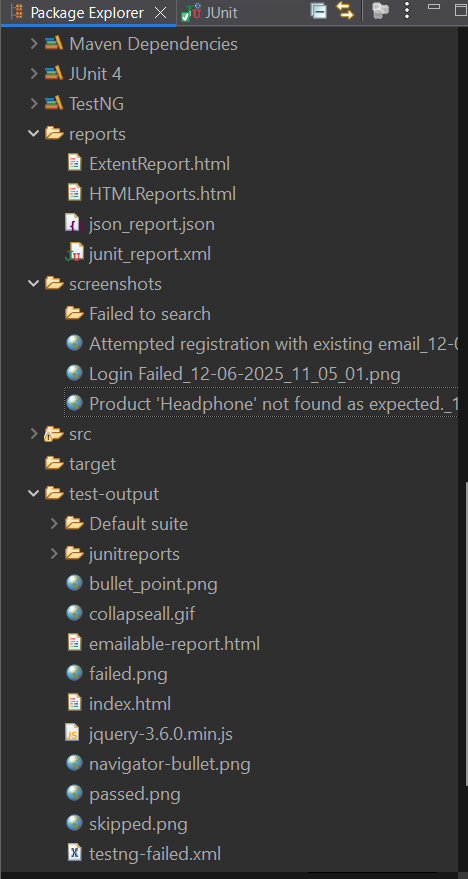 Package Explorer JUnit
Maven Dependencies
JUnit 4
TestNG
reports
ExtentReport.html
HTMLReports.html
json_report.json
junit_report.xml
screenshots
Failed to search
Attempted registration with existing email_12-0
Login Failed_12-06-2025_11_05_01.png
Product 'Headphone' not found as expected._1
src
target
test-output
Default suite
junitreports
bullet_point.png
collapseall.gif
emailable-report.html
failed.png
index.html
jquery-3.6.0.min.js
navigator-bullet.png
passed.png
skipped.png
testng-failed.xml